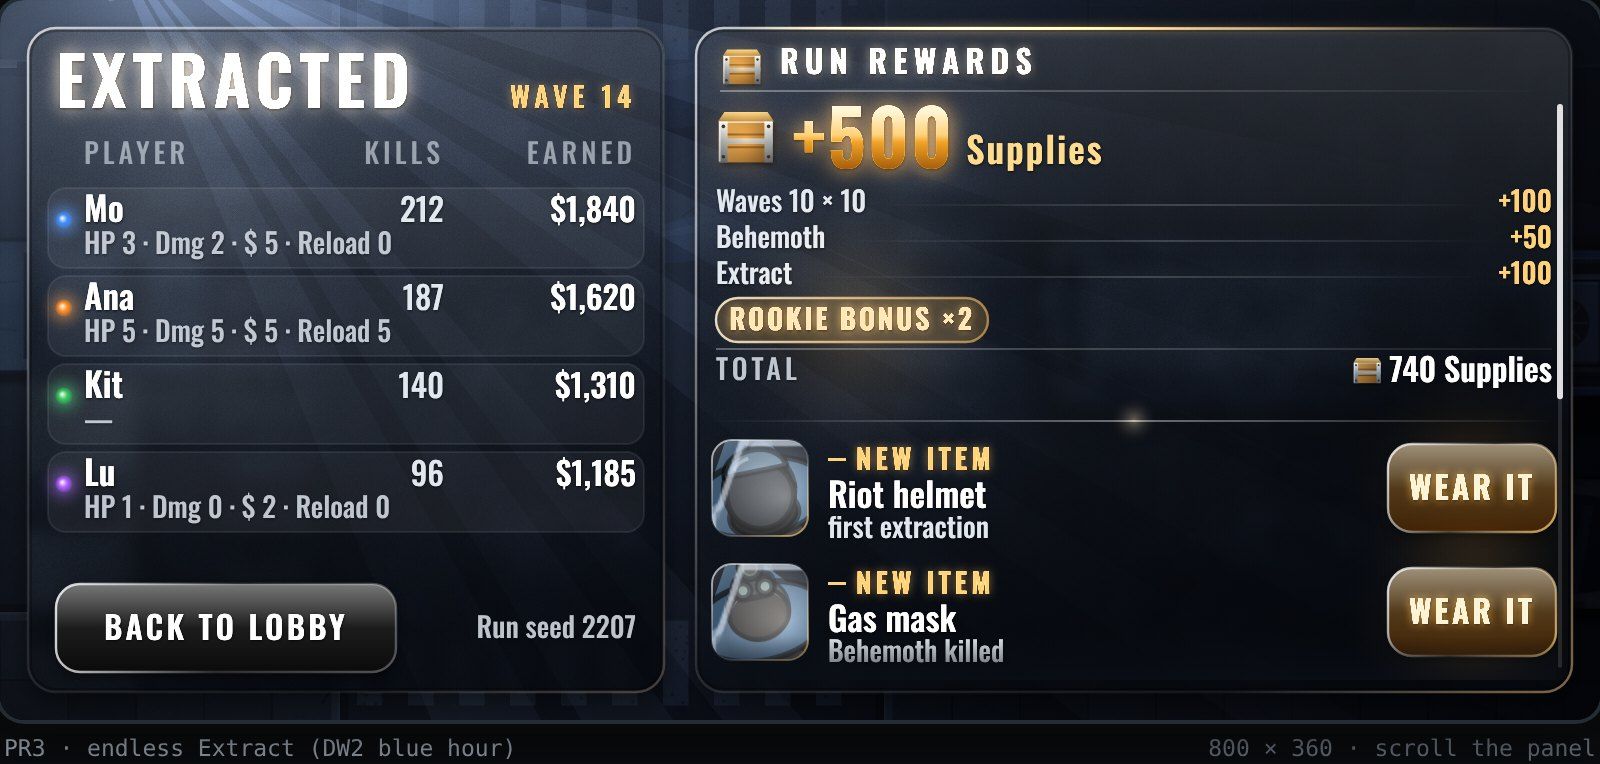 EXTRACTED
WAVE 14
PLAYER KILLS EARNED
Mo 212 $1,840
HP 3 · Dmg 2 · $ 5 · Reload 0
Ana 187 $1,620
HP 5 · Dmg 5 · $ 5 · Reload 5
Kit 140 $1,310
—
Lu 96 $1,185
HP 1 · Dmg 0 · $ 2 · Reload 0
BACK TO LOBBY
Run seed 2207
RUN REWARDS
+500 Supplies
Waves 10 × 10 +100
Behemoth +50
Extract +100
ROOKIE BONUS ×2
TOTAL 740 Supplies
– NEW ITEM
Riot helmet
first extraction
WEAR IT
– NEW ITEM
Gas mask
Behemoth killed
WEAR IT
PR3 · endless Extract (DW2 blue hour)
800 × 360 · scroll the panel